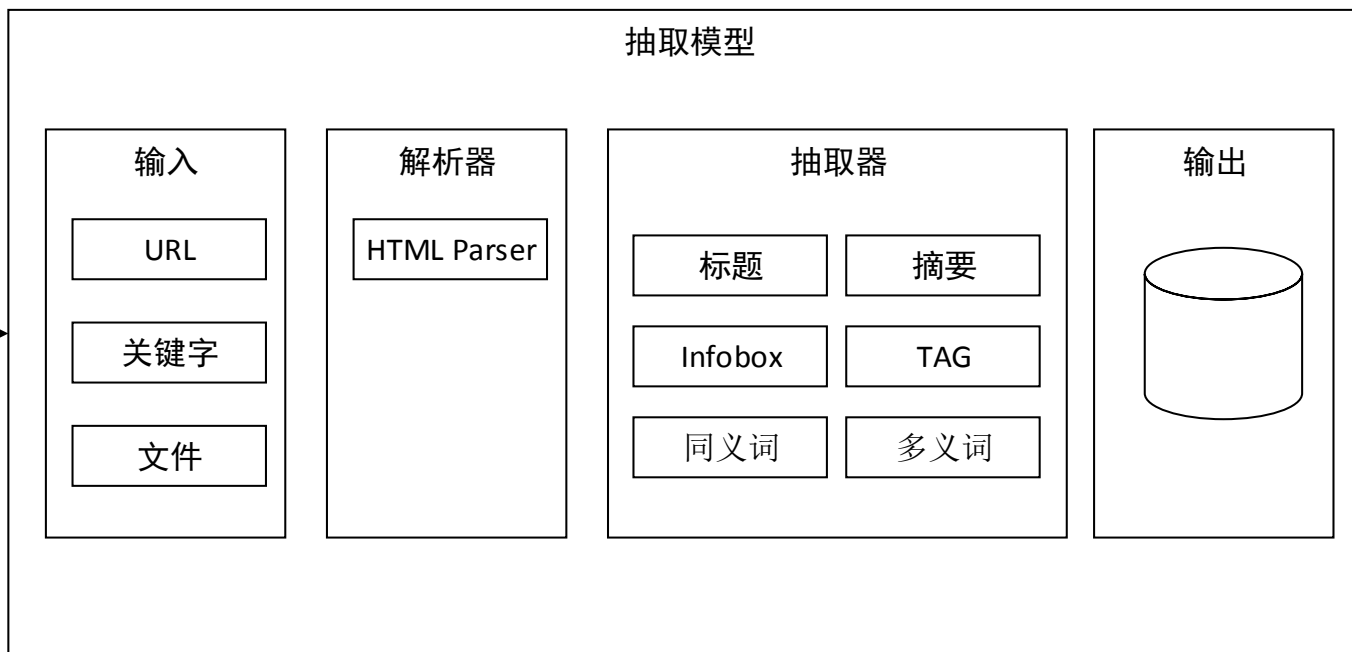 抽取模型
输入
URL
关键字
文件
解析器
HTML Parser
抽取器
标题
摘要
Infobox
TAG
同义词
多义词
输出